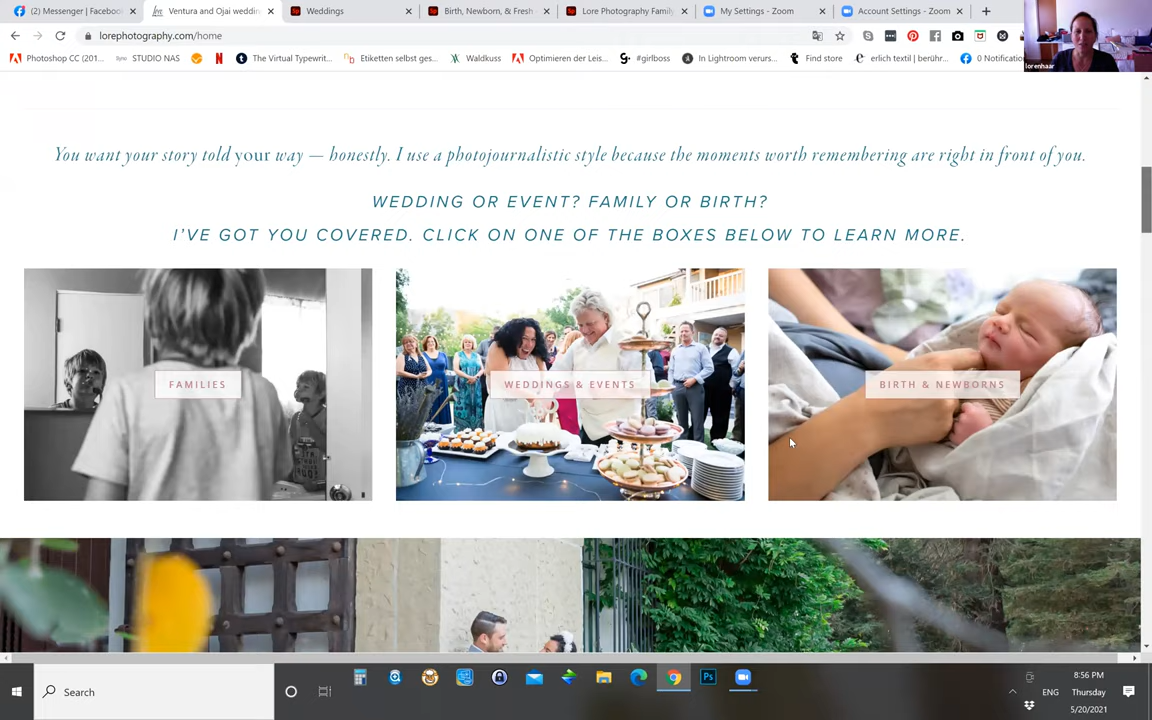 (2) Messenger | Facebook
Ventura and Ojai weddin
Weddings
Birth, Newborn, & Fresh
Lore Photography Family
My Settings - Zoom
Account Settings - Zoom
lorephotography.com/home
Photoshop CC (201...
STUDIO NAS
The Virtual Typewrit...
Etiketten selbst ges...
Waldkuss
Optimieren der Leis...
#girlboss
In Lightroom verurs...
Find store
erlich textil | berühr...
0 Notification
lorenhaar
You want your story told your way — honestly. I use a photojournalistic style because the moments worth remembering are right in front of you.
WEDDING OR EVENT? FAMILY OR BIRTH?
I'VE GOT YOU COVERED. CLICK ON ONE OF THE BOXES BELOW TO LEARN MORE.
FAMILIES
WEDDINGS & EVENTS
BIRTH & NEWBORNS
Search
ENG
8:56 PM
Thursday
5/20/2021